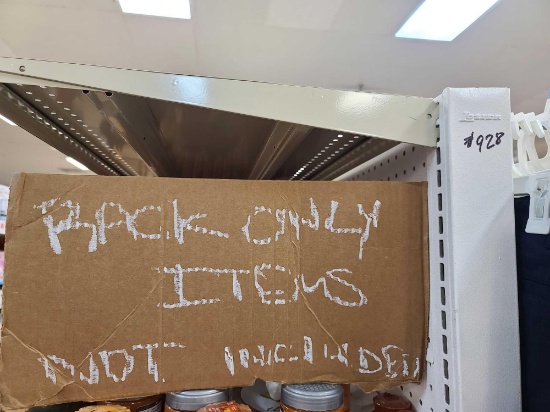 #928
RACK ONLY
ITEMS
NOT INCLUDED